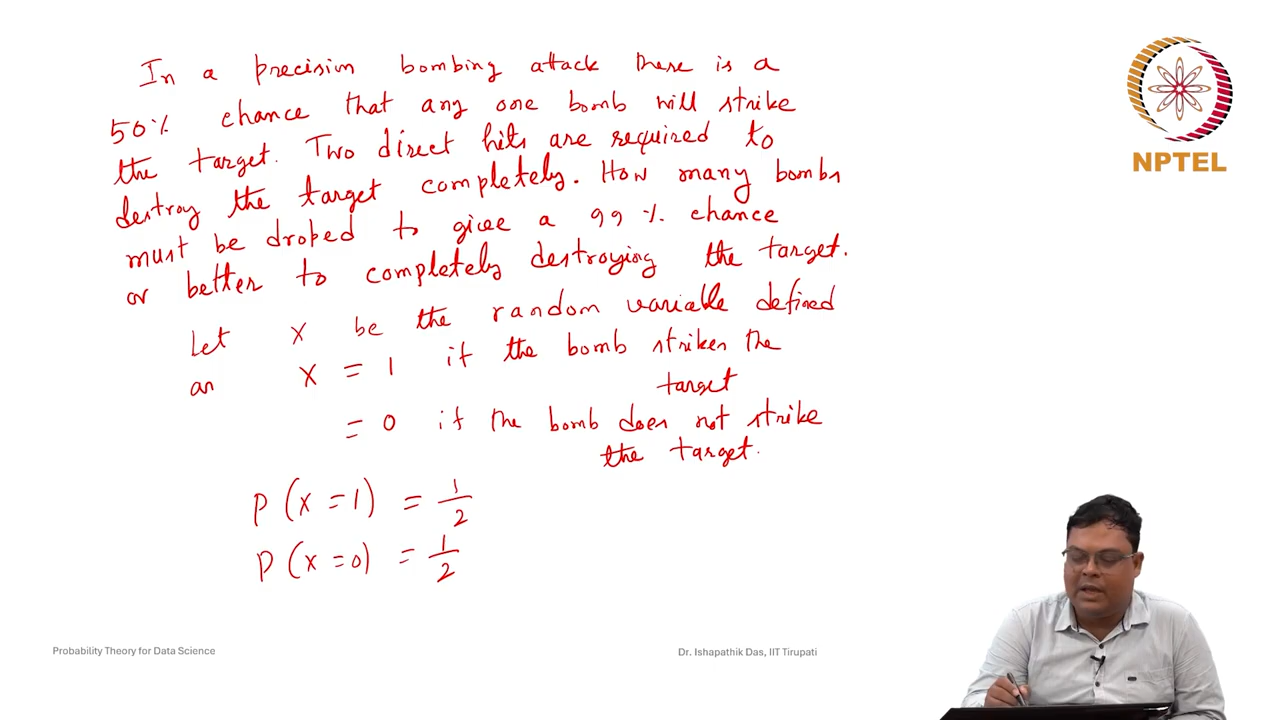 In a precision bombing attack there is a
50% chance that any one bomb will strike
the target. Two direct hits are required to
destroy the target completely. How many bombs
must be droped to give a 99% chance
or better to completely destroying the target.
Let X be the random variable defined
as X = 1 if the bomb strikes the
target
= 0 if the bomb does not strike
the target.
P(X=1) = 1/2
P(X=0) = 1/2
NPTEL
Probability Theory for Data Science
Dr. Ishapathik Das, IIT Tirupati